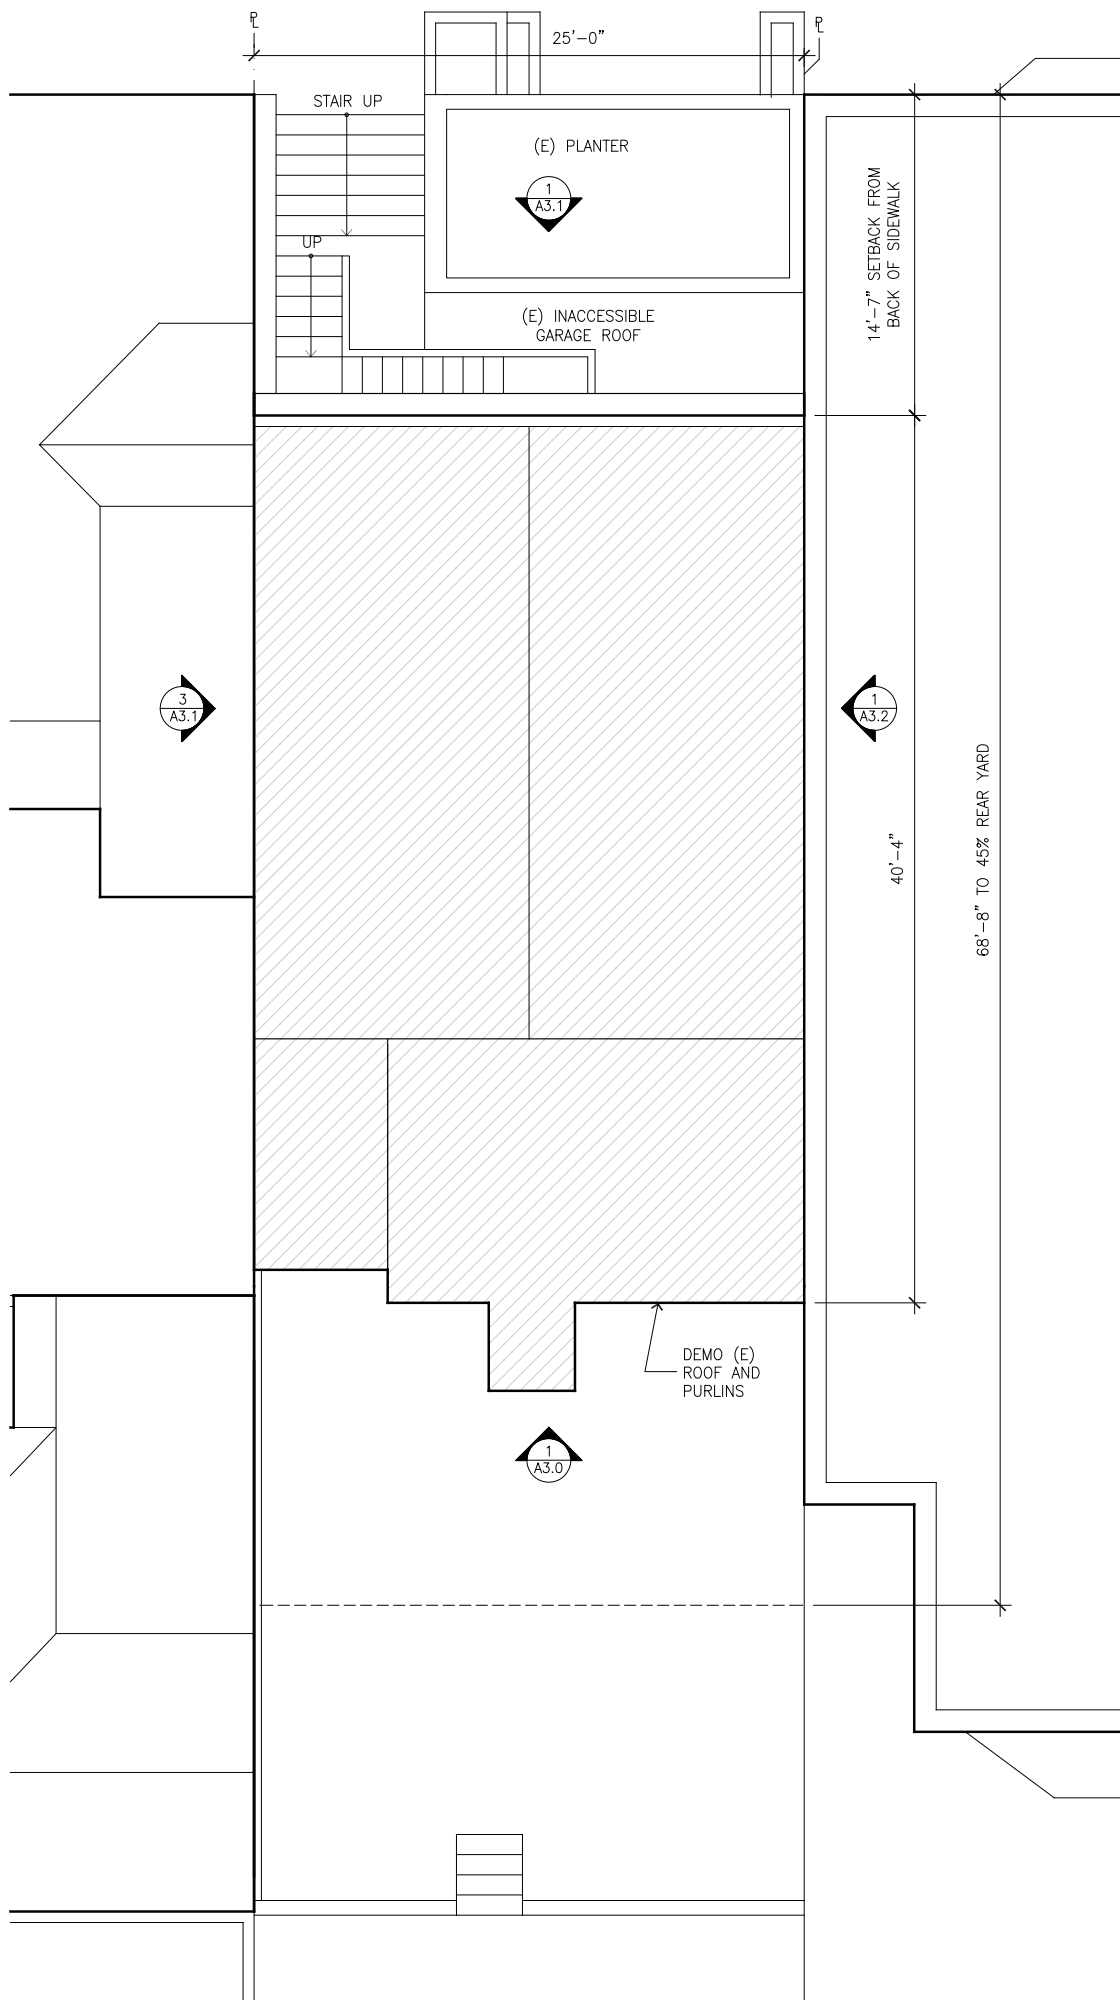 PL
25'-0"
PL
STAIR UP
(E) PLANTER
1
A3.1
UP
(E) INACCESSIBLE
GARAGE ROOF
14'-7" SETBACK FROM
BACK OF SIDEWALK
3
A3.1
1
A3.2
40'-4"
68'-8" TO 45% REAR YARD
DEMO (E)
ROOF AND
PURLINS
1
A3.0